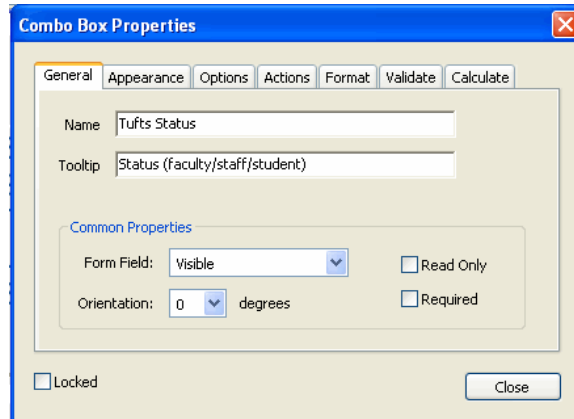 Combo Box Properties
General Appearance Options Actions Format Validate Calculate
Name Tufts Status
Tooltip Status (faculty/staff/student)
Common Properties
Form Field: Visible Read Only
Orientation: 0 degrees Required
Locked Close